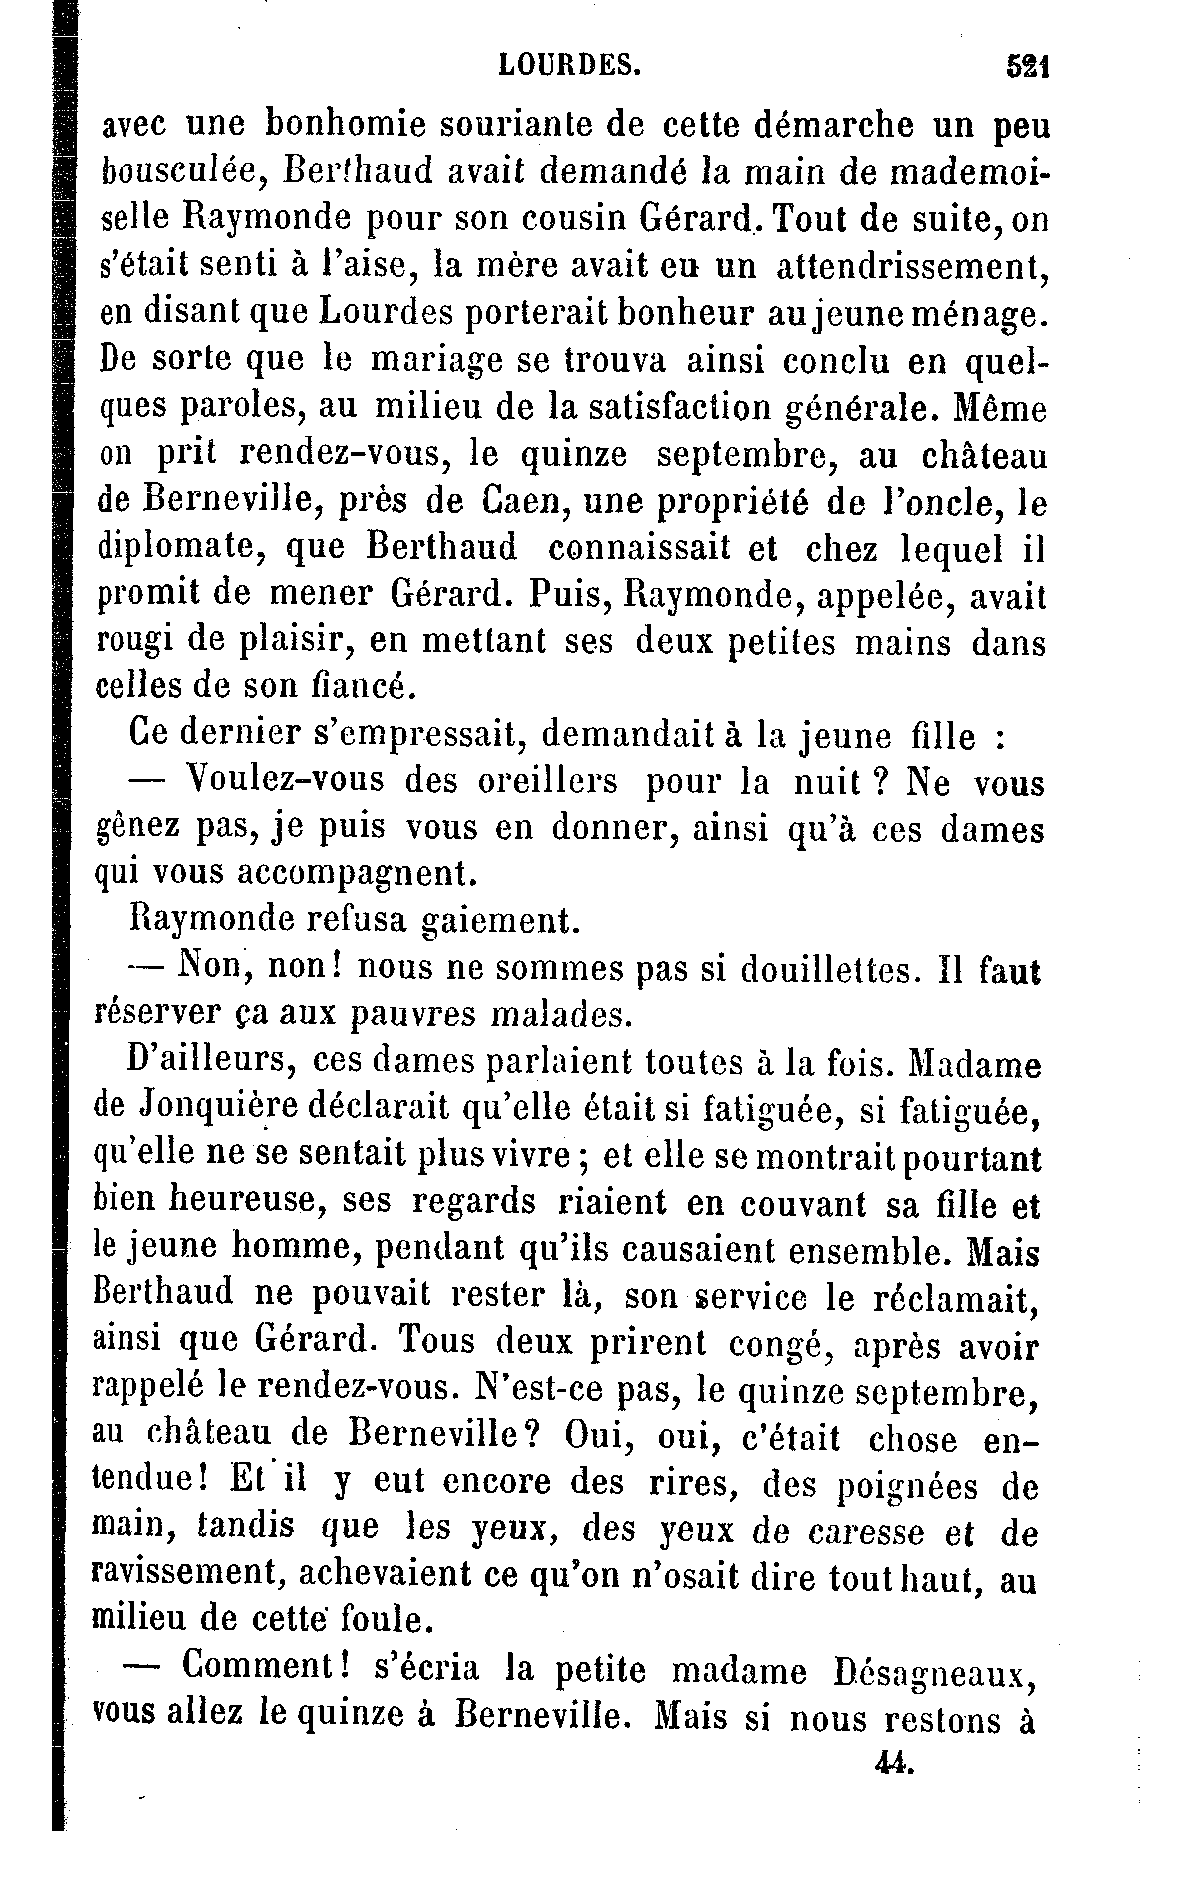 LOURDES. 521
avec une bonhomie souriante de cette démarche un peu
bousculée, Berthaud avait demandé la main de mademoi-
selle Raymonde pour son cousin Gérard. Tout de suite, on
s'était senti à l'aise, la mère avait eu un attendrissement,
en disant que Lourdes porterait bonheur au jeune ménage.
De sorte que le mariage se trouva ainsi conclu en quel-
ques paroles, au milieu de la satisfaction générale. Même
on prit rendez-vous, le quinze septembre, au château
de Berneville, près de Caen, une propriété de l'oncle, le
diplomate, que Berthaud connaissait et chez lequel il
promit de mener Gérard. Puis, Raymonde, appelée, avait
rougi de plaisir, en mettant ses deux petites mains dans
celles de son fiancé.
Ce dernier s'empressait, demandait à la jeune fille :
— Voulez-vous des oreillers pour la nuit ? Ne vous
gênez pas, je puis vous en donner, ainsi qu'à ces dames
qui vous accompagnent.
Raymonde refusa gaiement.
— Non, non! nous ne sommes pas si douillettes. Il faut
réserver ça aux pauvres malades.
D'ailleurs, ces dames parlaient toutes à la fois. Madame
de Jonquière déclarait qu'elle était si fatiguée, si fatiguée,
qu'elle ne se sentait plus vivre ; et elle se montrait pourtant
bien heureuse, ses regards riaient en couvant sa fille et
le jeune homme, pendant qu'ils causaient ensemble. Mais
Berthaud ne pouvait rester là, son service le réclamait,
ainsi que Gérard. Tous deux prirent congé, après avoir
rappelé le rendez-vous. N'est-ce pas, le quinze septembre,
au château de Berneville? Oui, oui, c'était chose en-
tendue! Et il y eut encore des rires, des poignées de
main, tandis que les yeux, des yeux de caresse et de
ravissement, achevaient ce qu'on n'osait dire tout haut, au
milieu de cette foule.
— Comment! s'écria la petite madame Désagneaux,
vous allez le quinze à Berneville. Mais si nous restons à
44.